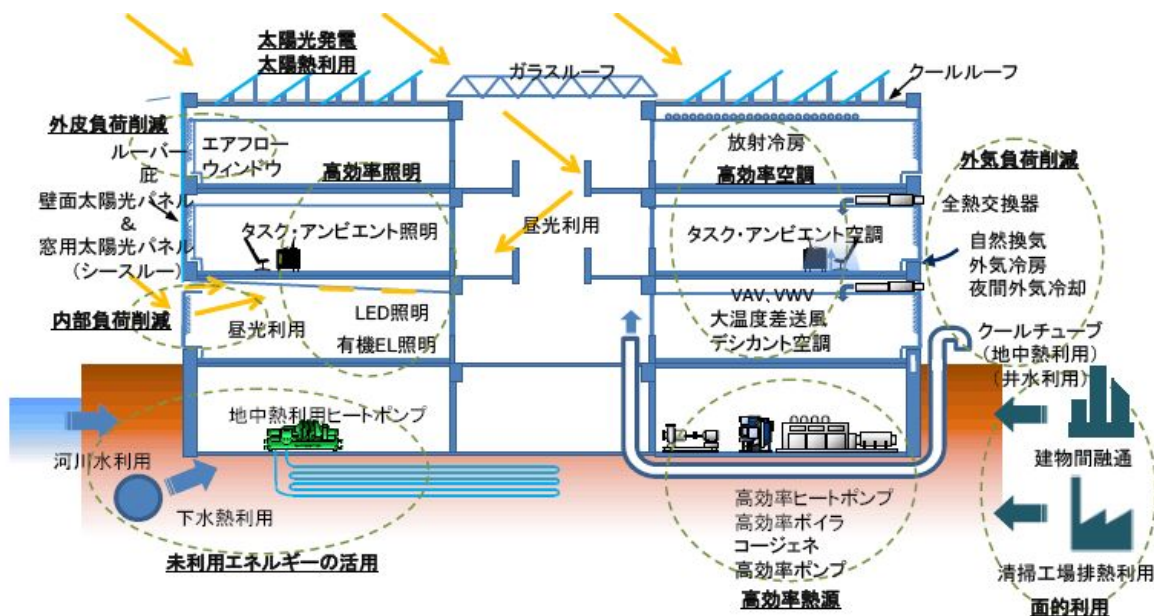 太陽光発電
太陽熱利用
ガラスルーフ
クールルーフ
外皮負荷削減
ルーバー
庇
エアフロー
ウィンドウ
高効率照明
放射冷房
高効率空調
外気負荷削減
壁面太陽光パネル
&
窓用太陽光パネル
(シースルー)
タスク・アンビエント照明
昼光利用
タスク・アンビエント空調
全熱交換器
自然換気
外気冷房
夜間外気冷却
内部負荷削減
昼光利用
LED照明
有機EL照明
VAV、VWV
大温度差送風
デシカント空調
クールチューブ
(地中熱利用)
(井水利用)
地中熱利用ヒートポンプ
河川水利用
下水熱利用
未利用エネルギーの活用
高効率ヒートポンプ
高効率ボイラ
コージェネ
高効率ポンプ
高効率熱源
建物間融通
清掃工場排熱利用
面的利用